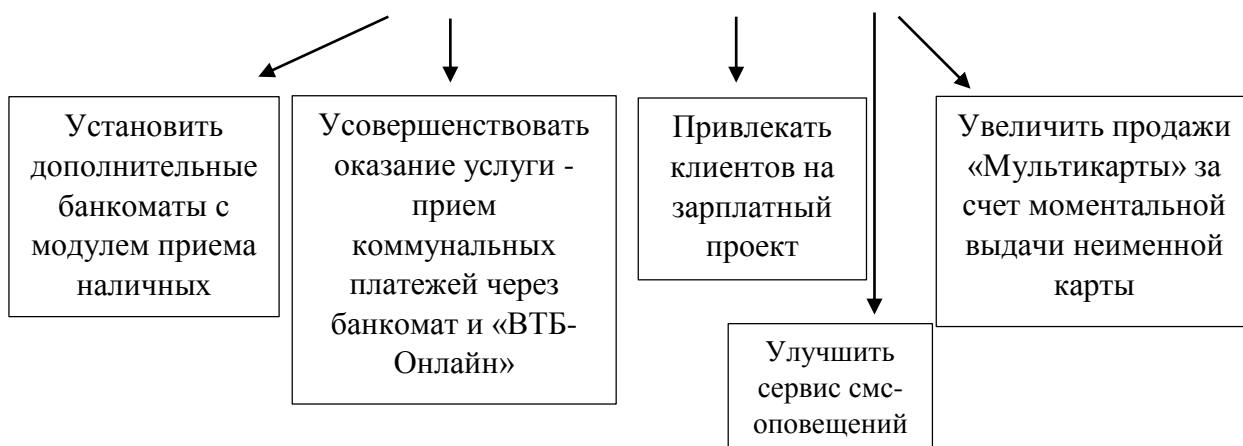 Установить
дополнительные
банкоматы с
модулем приема
наличных
Усовершенствовать
оказание услуги -
прием
коммунальных
платежей через
банкомат и «ВТБ-
Онлайн»
Привлекать
клиентов на
зарплатный
проект
Улучшить
сервис смс-
оповещений
Увеличить продажи
«Мультикарты» за
счет моментальной
выдачи неименной
карты